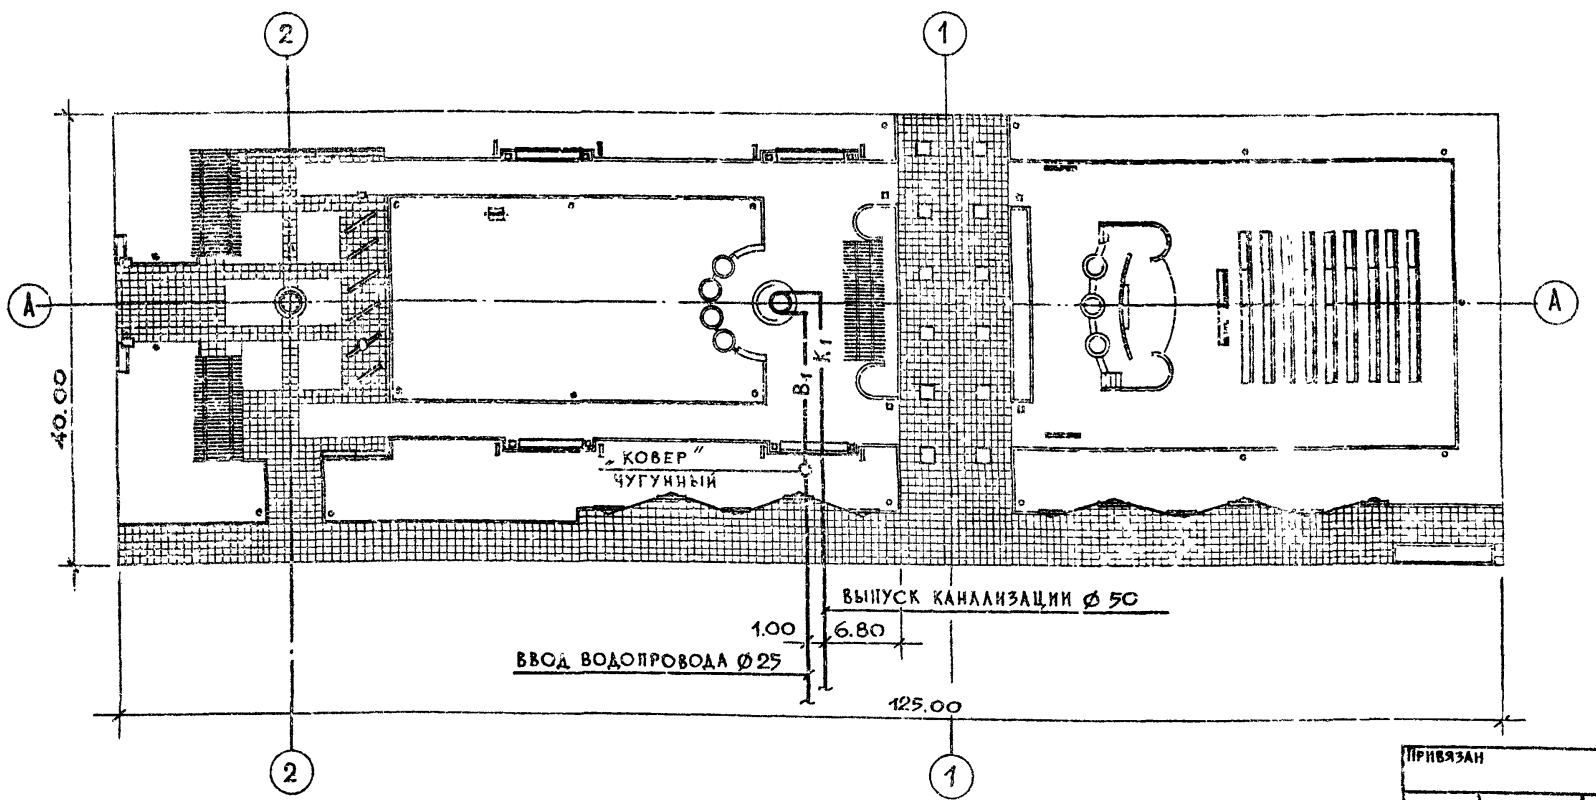 2
1
А
А
40.00
В1
К1
„КОВЕР"
ЧУГУННЫЙ
ВЫПУСК КАНАЛИЗАЦИИ Ø 50
1.00
6.80
ВВОД ВОДОПРОВОДА Ø 25
125.00
2
1
ПРИВЯЗАН